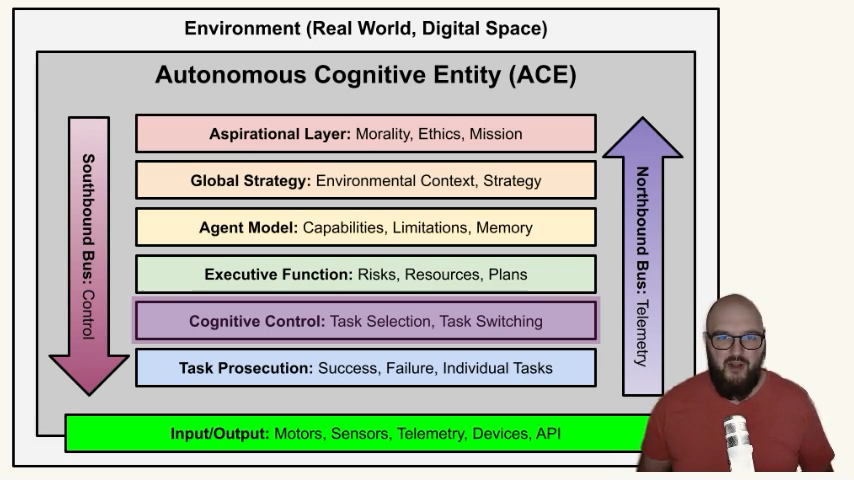 Environment (Real World, Digital Space)
Autonomous Cognitive Entity (ACE)
Southbound Bus: Control
Aspirational Layer: Morality, Ethics, Mission
Global Strategy: Environmental Context, Strategy
Agent Model: Capabilities, Limitations, Memory
Executive Function: Risks, Resources, Plans
Cognitive Control: Task Selection, Task Switching
Task Prosecution: Success, Failure, Individual Tasks
Northbound Bus: Telemetry
Input/Output: Motors, Sensors, Telemetry, Devices, API